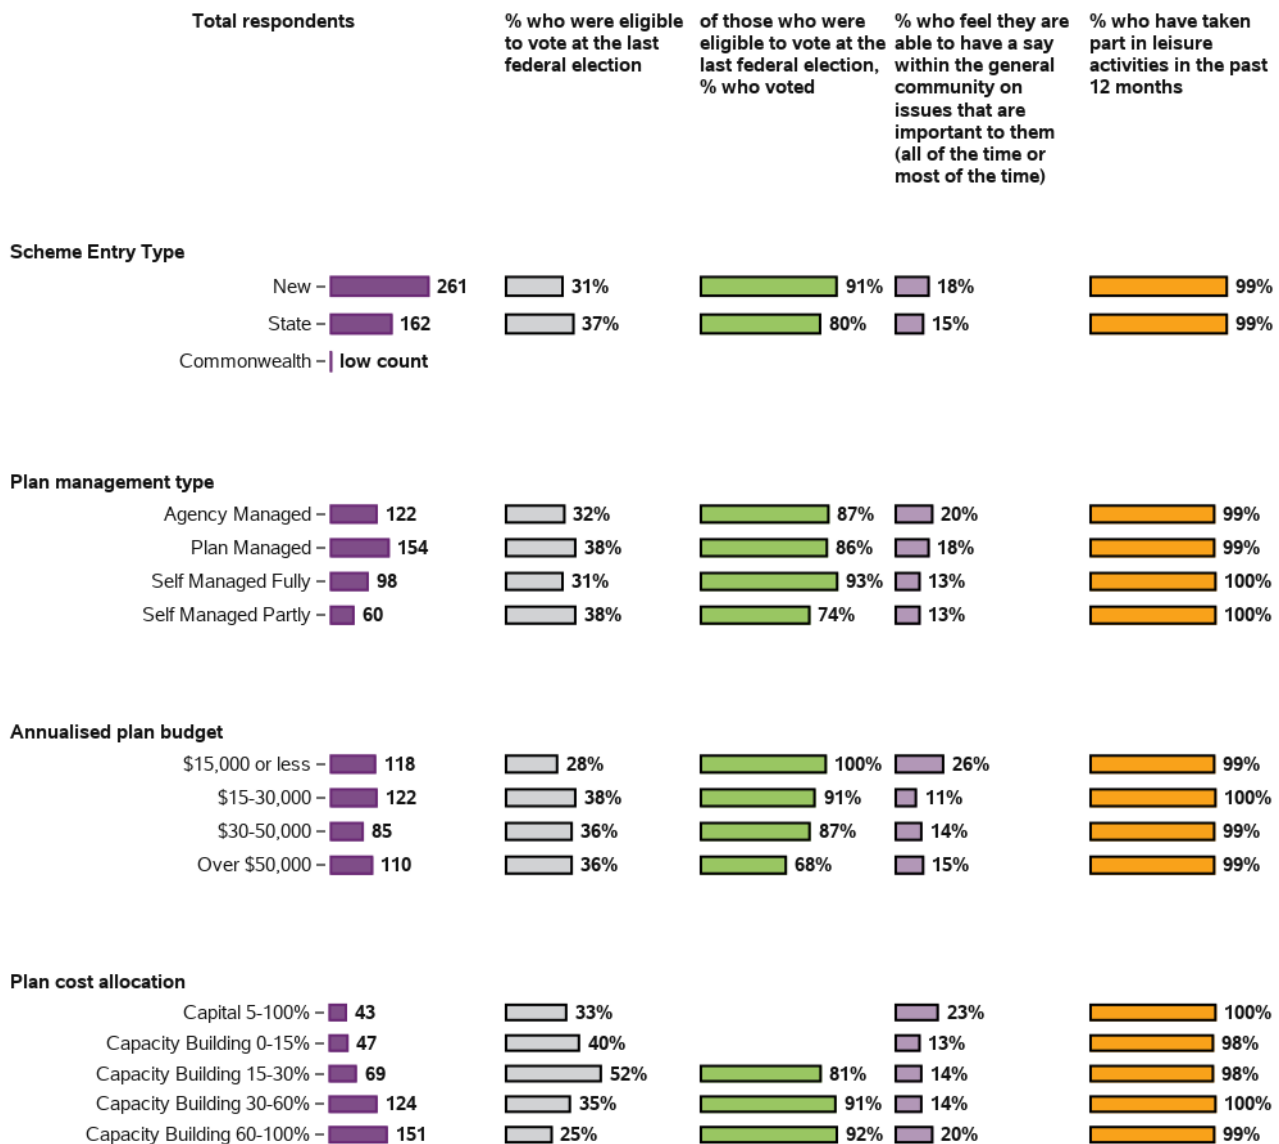 Total respondents
% who were eligible
to vote at the last
federal election
of those who were
eligible to vote at the
last federal election,
% who voted
% who feel they are
able to have a say
within the general
community on
issues that are
important to them
(all of the time or
most of the time)
% who have taken
part in leisure
activities in the past
12 months
Scheme Entry Type
New 261 31% 91% 18% 99%
State 162 37% 80% 15% 99%
Commonwealth low count
Plan management type
Agency Managed 122 32% 87% 20% 99%
Plan Managed 154 38% 86% 18% 99%
Self Managed Fully 98 31% 93% 13% 100%
Self Managed Partly 60 38% 74% 13% 100%
Annualised plan budget
$15,000 or less 118 28% 100% 26% 99%
$15-30,000 122 38% 91% 11% 100%
$30-50,000 85 36% 87% 14% 99%
Over $50,000 110 36% 68% 15% 99%
Plan cost allocation
Capital 5-100% 43 33% 23% 100%
Capacity Building 0-15% 47 40% 13% 98%
Capacity Building 15-30% 69 52% 81% 14% 98%
Capacity Building 30-60% 124 35% 91% 14% 100%
Capacity Building 60-100% 151 25% 92% 20% 99%